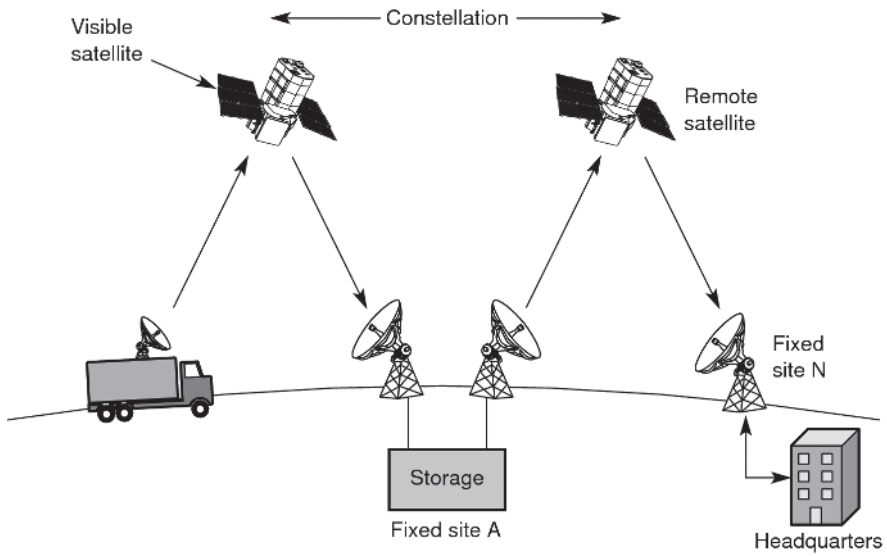 Constellation
Visible
satellite
Remote
satellite
Fixed
site N
Storage
Fixed site A
Headquarters